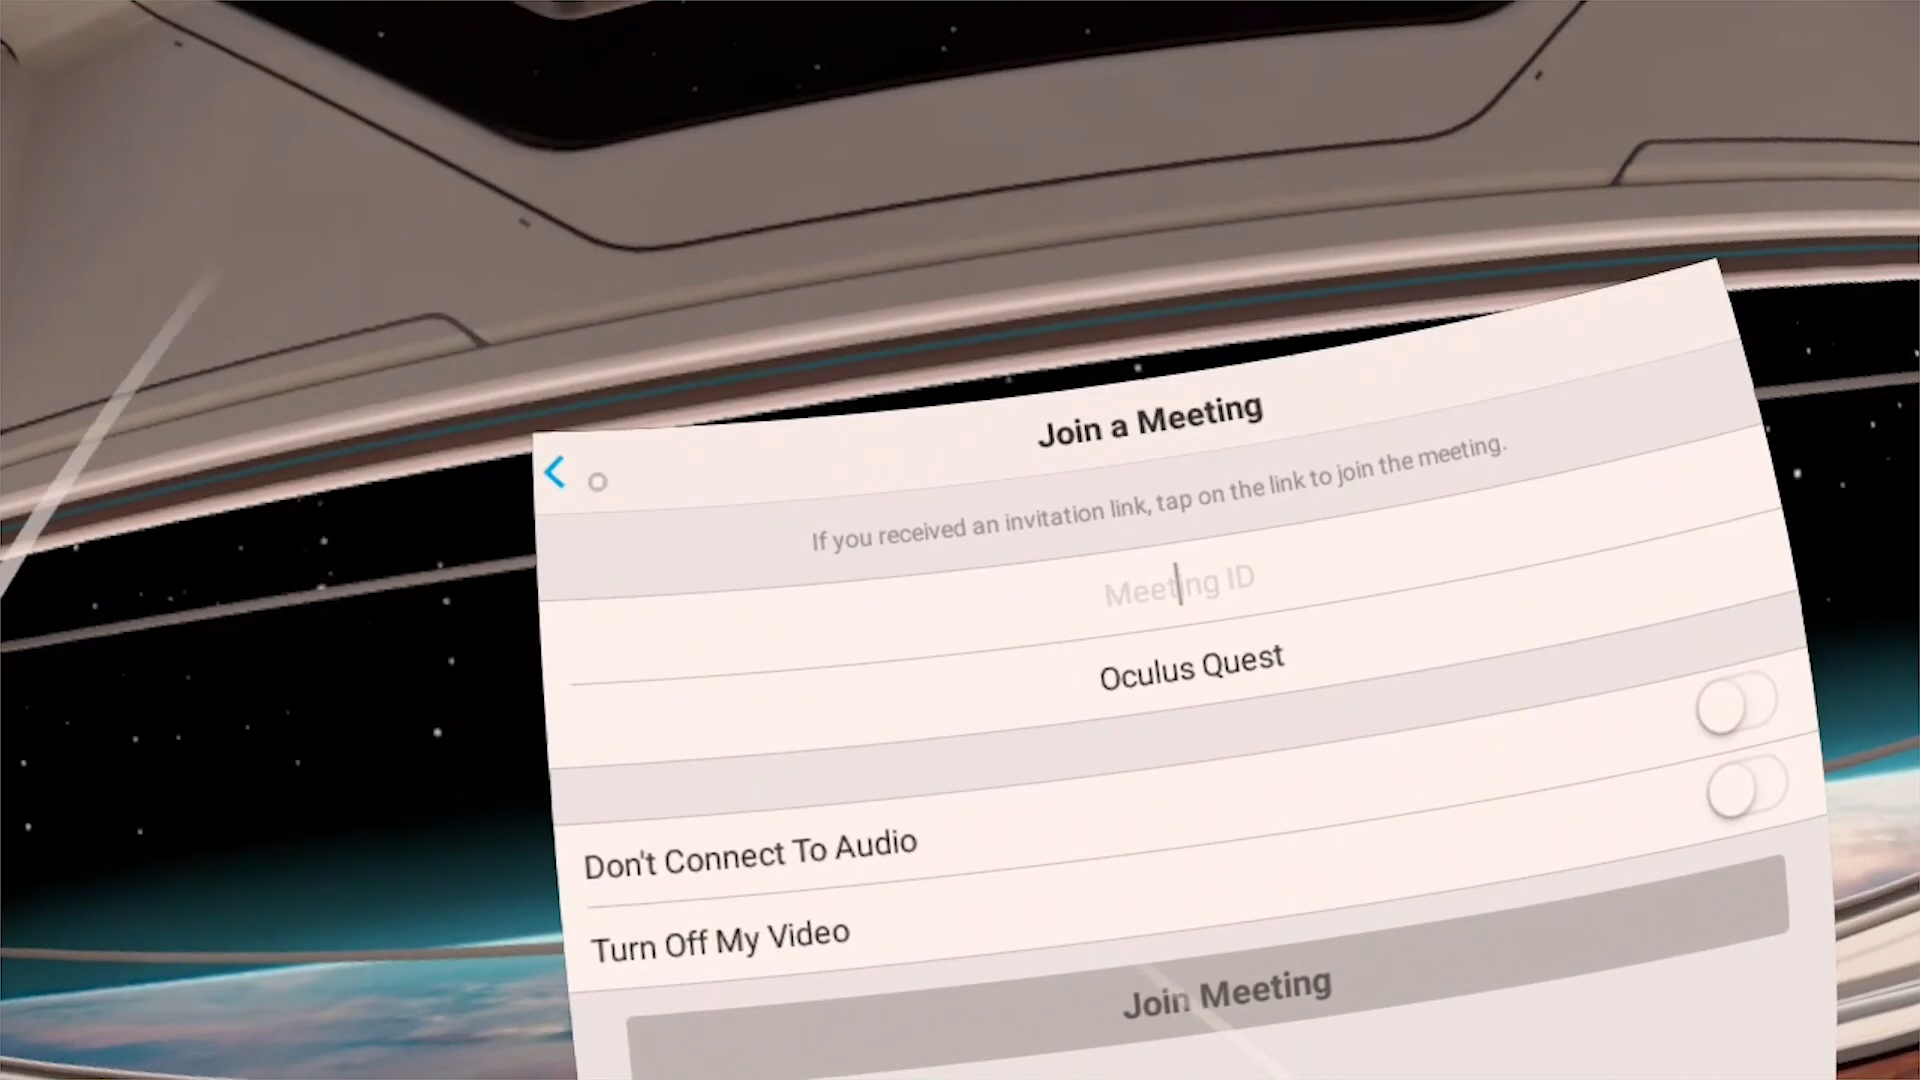 Join a Meeting
If you received an invitation link, tap on the link to join the meeting.
Meeting ID
Oculus Quest
Don't Connect To Audio
Turn Off My Video
Join Meeting